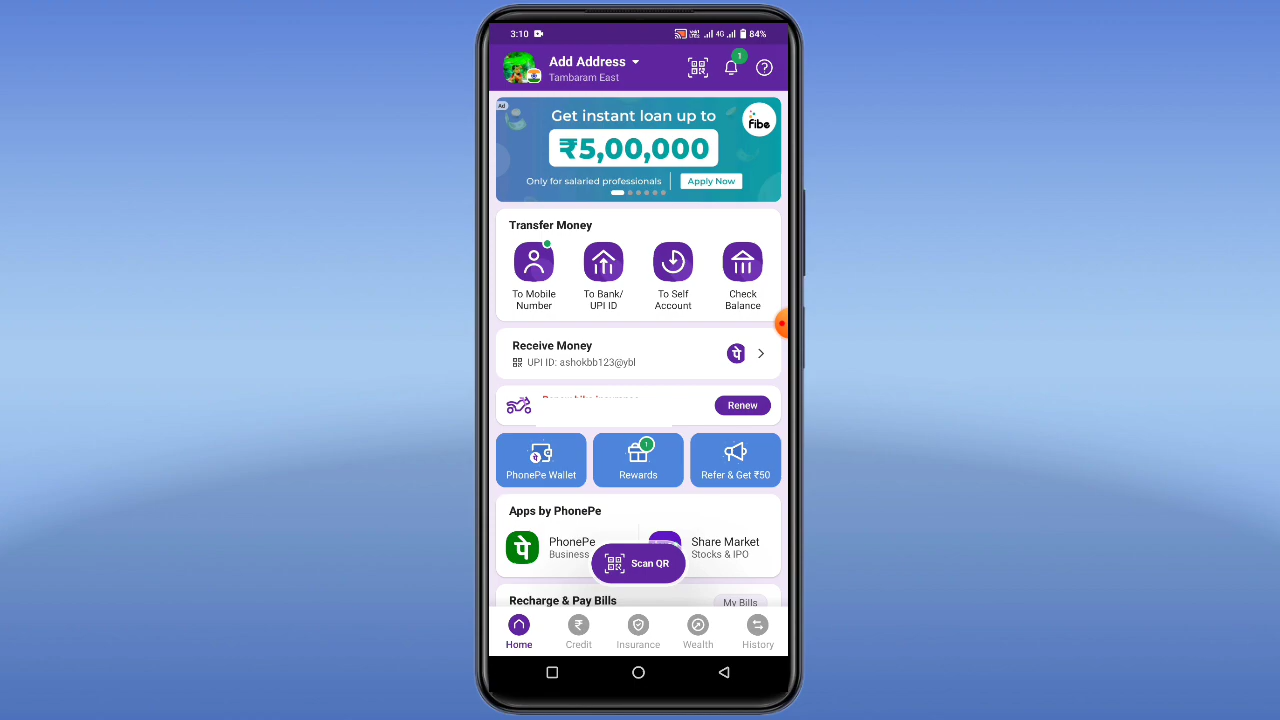 3:10
4G
84%
Add Address
Tambaram East
1
Ad
Get instant loan up to
fibe
₹5,00,000
Only for salaried professionals
Apply Now
Transfer Money
To Mobile
Number
To Bank/
UPI ID
To Self
Account
Check
Balance
Receive Money
UPI ID: ashokbb123@ybl
पे
Renew
पे
PhonePe Wallet
1
Rewards
Refer & Get ₹50
Apps by PhonePe
पे
PhonePe
Business
Share Market
Stocks & IPO
Scan QR
Recharge & Pay Bills
My Bills
Home
Credit
Insurance
Wealth
History